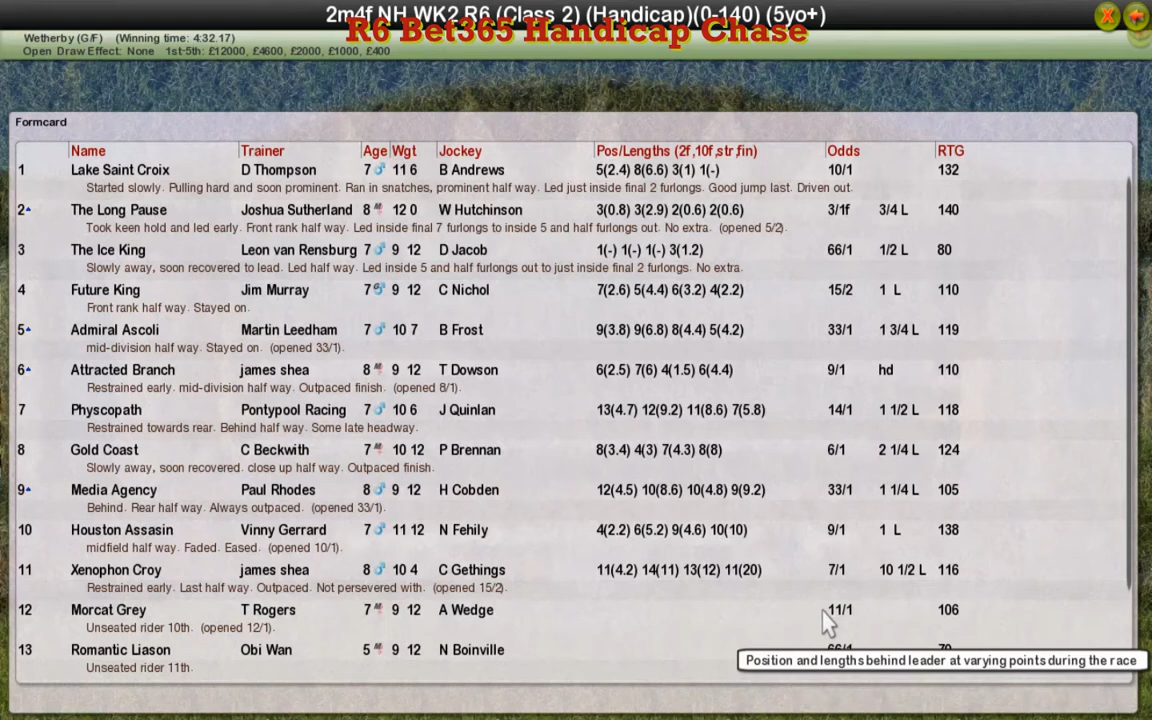 2m4f NH WK2 R6 (Class 2) (Handicap)(0-140) (5yo+)
R6 Bet365 Handicap Chase
Wetherby (G/F) (Winning time: 4:32.17)
Open Draw Effect: None 1st-5th: £12000, £4600, £2000, £1000, £400
Formcard
Name Trainer Age Wgt Jockey Pos/Lengths (2f,10f,str,fin) Odds RTG
1 Lake Saint Croix D Thompson 7 11 6 B Andrews 5(2.4) 8(6.6) 3(1) 1(-) 10/1 132
Started slowly. Pulling hard and soon prominent. Ran in snatches, prominent half way. Led just inside final 2 furlongs. Good jump last. Driven out.
2 The Long Pause Joshua Sutherland 8 12 0 W Hutchinson 3(0.8) 3(2.9) 2(0.6) 2(0.6) 3/1f 3/4 L 140
Took keen hold and led early. Front rank half way. Led inside final 7 furlongs to inside 5 and half furlongs out. No extra. (opened 5/2).
3 The Ice King Leon van Rensburg 7 9 12 D Jacob 1(-) 1(-) 1(-) 3(1.2) 66/1 1/2 L 80
Slowly away, soon recovered to lead. Led half way. Led inside 5 and half furlongs out to just inside final 2 furlongs. No extra.
4 Future King Jim Murray 7 9 12 C Nichol 7(2.6) 5(4.4) 6(3.2) 4(2.2) 15/2 1 L 110
Front rank half way. Stayed on.
5 Admiral Ascoli Martin Leedham 7 10 7 B Frost 9(3.8) 9(6.8) 8(4.4) 5(4.2) 33/1 1 3/4 L 119
mid-division half way. Stayed on. (opened 33/1).
6 Attracted Branch james shea 8 9 12 T Dowson 6(2.5) 7(6) 4(1.5) 6(4.4) 9/1 hd 110
Restrained early. mid-division half way. Outpaced finish. (opened 8/1).
7 Physcopath Pontypool Racing 7 10 6 J Quinlan 13(4.7) 12(9.2) 11(8.6) 7(5.8) 14/1 1 1/2 L 118
Restrained towards rear. Behind half way. Some late headway.
8 Gold Coast C Beckwith 7 10 12 P Brennan 8(3.4) 4(3) 7(4.3) 8(8) 6/1 2 1/4 L 124
Slowly away, soon recovered. close up half way. Outpaced finish.
9 Media Agency Paul Rhodes 8 9 12 H Cobden 12(4.5) 10(8.6) 10(4.8) 9(9.2) 33/1 1 1/4 L 105
Behind. Rear half way. Always outpaced. (opened 33/1).
10 Houston Assasin Vinny Gerrard 7 11 12 N Fehily 4(2.2) 6(5.2) 9(4.6) 10(10) 9/1 1 L 138
midfield half way. Faded. Eased. (opened 10/1).
11 Xenophon Croy james shea 8 10 4 C Gethings 11(4.2) 14(11) 13(12) 11(20) 7/1 10 1/2 L 116
Restrained early. Last half way. Outpaced. Not persevered with. (opened 15/2).
12 Morcat Grey T Rogers 7 9 12 A Wedge 11/1 106
Unseated rider 10th. (opened 12/1).
13 Romantic Liason Obi Wan 5 9 12 N Boinville
Unseated rider 11th.
Position and lengths behind leader at varying points during the race